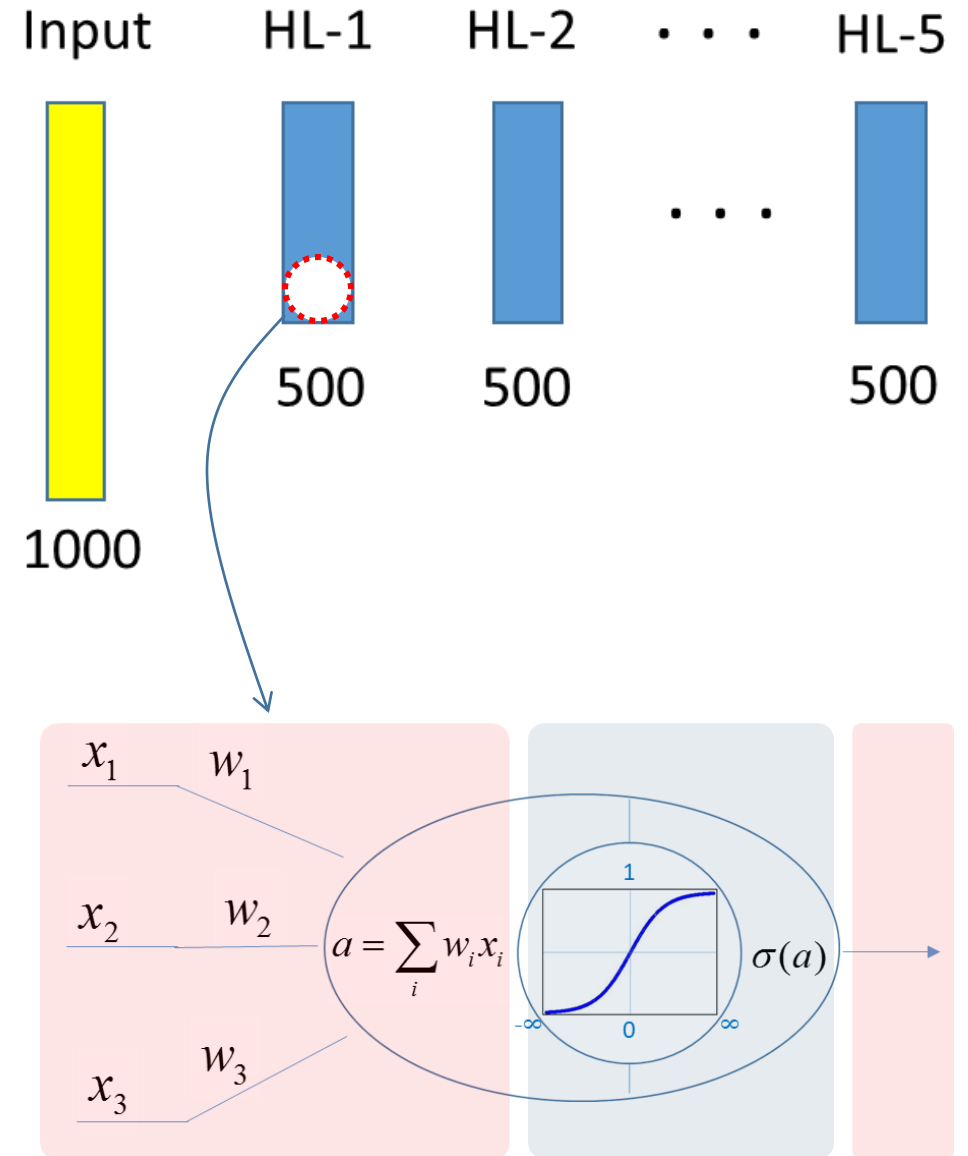 Input HL-1 HL-2 . . . HL-5
. . .
500 500 500
1000
x₁ w₁
x₂ w₂
x₃ w₃
a = ∑ᵢ wᵢxᵢ
1
-∞ 0 ∞
σ(a)